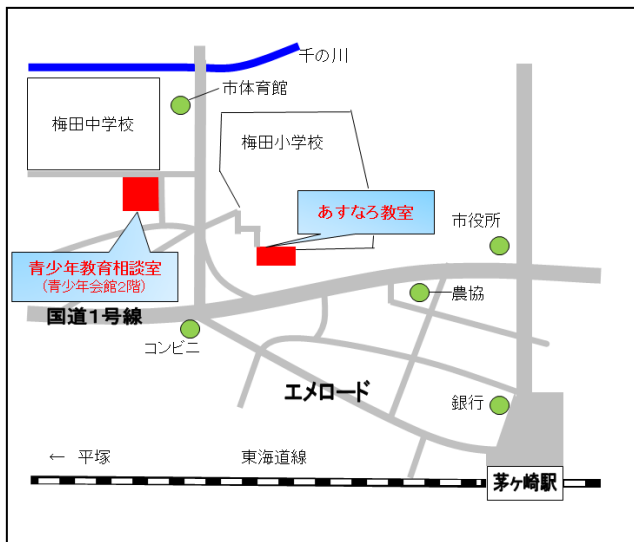 千の川
市体育館
梅田中学校
梅田小学校
あすなろ教室
市役所
青少年教育相談室
(青少年会館2階)
農協
国道1号線
コンビニ
エメロード
銀行
← 平塚
東海道線
茅ヶ崎駅